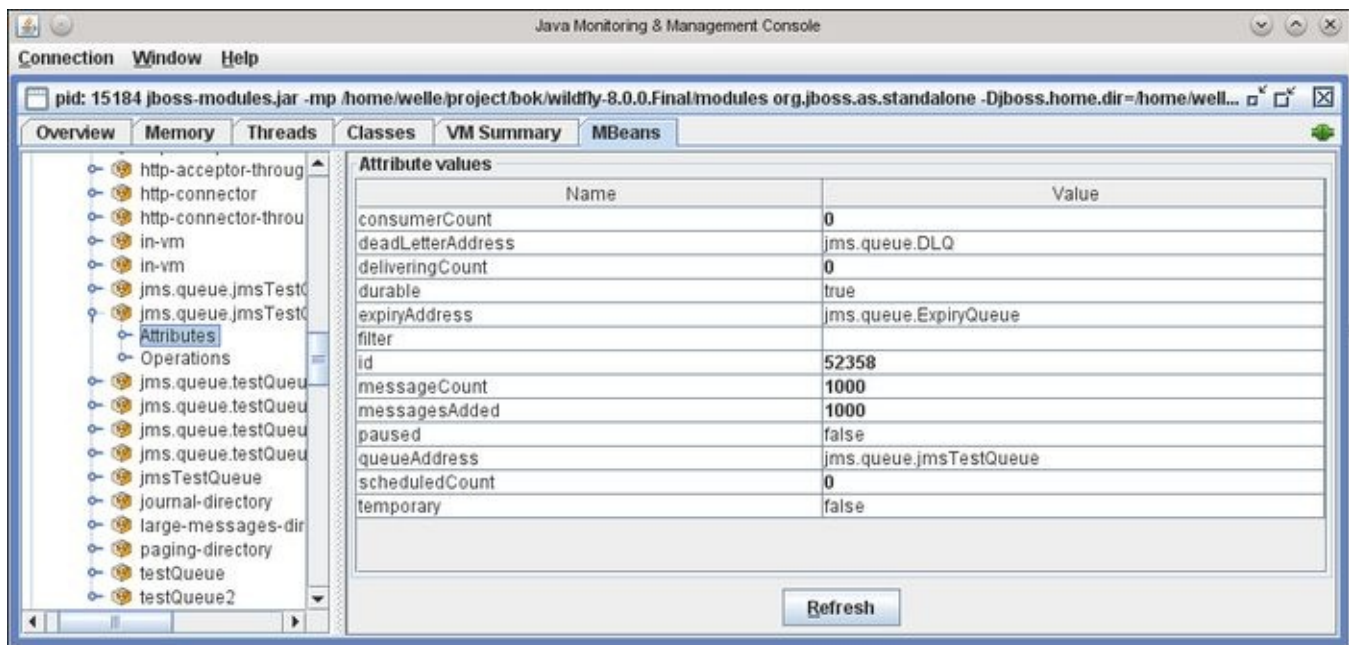 Java Monitoring & Management Console
Connection Window Help
pid: 15184 jboss-modules.jar -mp /home/welle/project/bok/wildfly-8.0.0.Final/modules org.jboss.as.standalone -Djboss.home.dir=/home/well...
Overview Memory Threads Classes VM Summary MBeans
http-acceptor-throug
http-connector
http-connector-throu
in-vm
in-vm
jms.queue.jmsTestQ
jms.queue.jmsTestQ
Attributes
Operations
jms.queue.testQueu
jms.queue.testQueu
jms.queue.testQueu
jms.queue.testQueu
jmsTestQueue
journal-directory
large-messages-dir
paging-directory
testQueue
testQueue2
Attribute values
Name Value
consumerCount 0
deadLetterAddress jms.queue.DLQ
deliveringCount 0
durable true
expiryAddress jms.queue.ExpiryQueue
filter
id 52358
messageCount 1000
messagesAdded 1000
paused false
queueAddress jms.queue.jmsTestQueue
scheduledCount 0
temporary false
Refresh